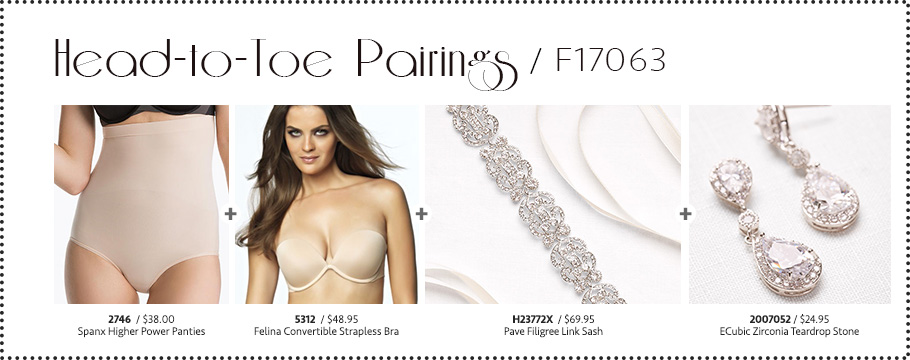 Head-to-Toe Pairings / F17063
2746 / $38.00
Spanx Higher Power Panties
5312 / $48.95
Felina Convertible Strapless Bra
H23772X / $69.95
Pave Filigree Link Sash
2007052 / $24.95
ECubic Zirconia Teardrop Stone